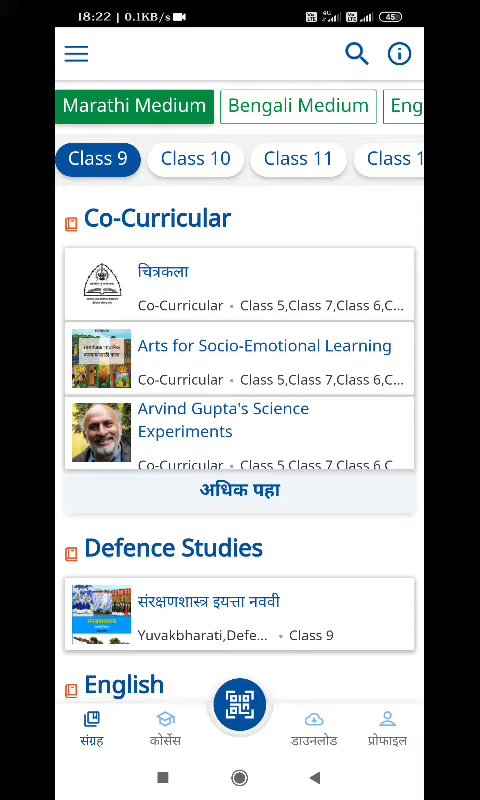 18:22 | 0.1KB/s
4G
45
Marathi Medium
Bengali Medium
Eng
Class 9
Class 10
Class 11
Class 1
Co-Curricular
चित्रकला
Co-Curricular • Class 5,Class 7,Class 6,C...
Arts for Socio-Emotional Learning
Co-Curricular • Class 5,Class 7,Class 6,C...
Arvind Gupta's Science
Experiments
Co-Curricular • Class 5,Class 7,Class 6,C...
अधिक पहा
Defence Studies
संरक्षणशास्त्र इयत्ता नववी
Yuvakbharati,Defe... • Class 9
English
संग्रह
कोर्सेस
डाउनलोड
प्रोफाइल